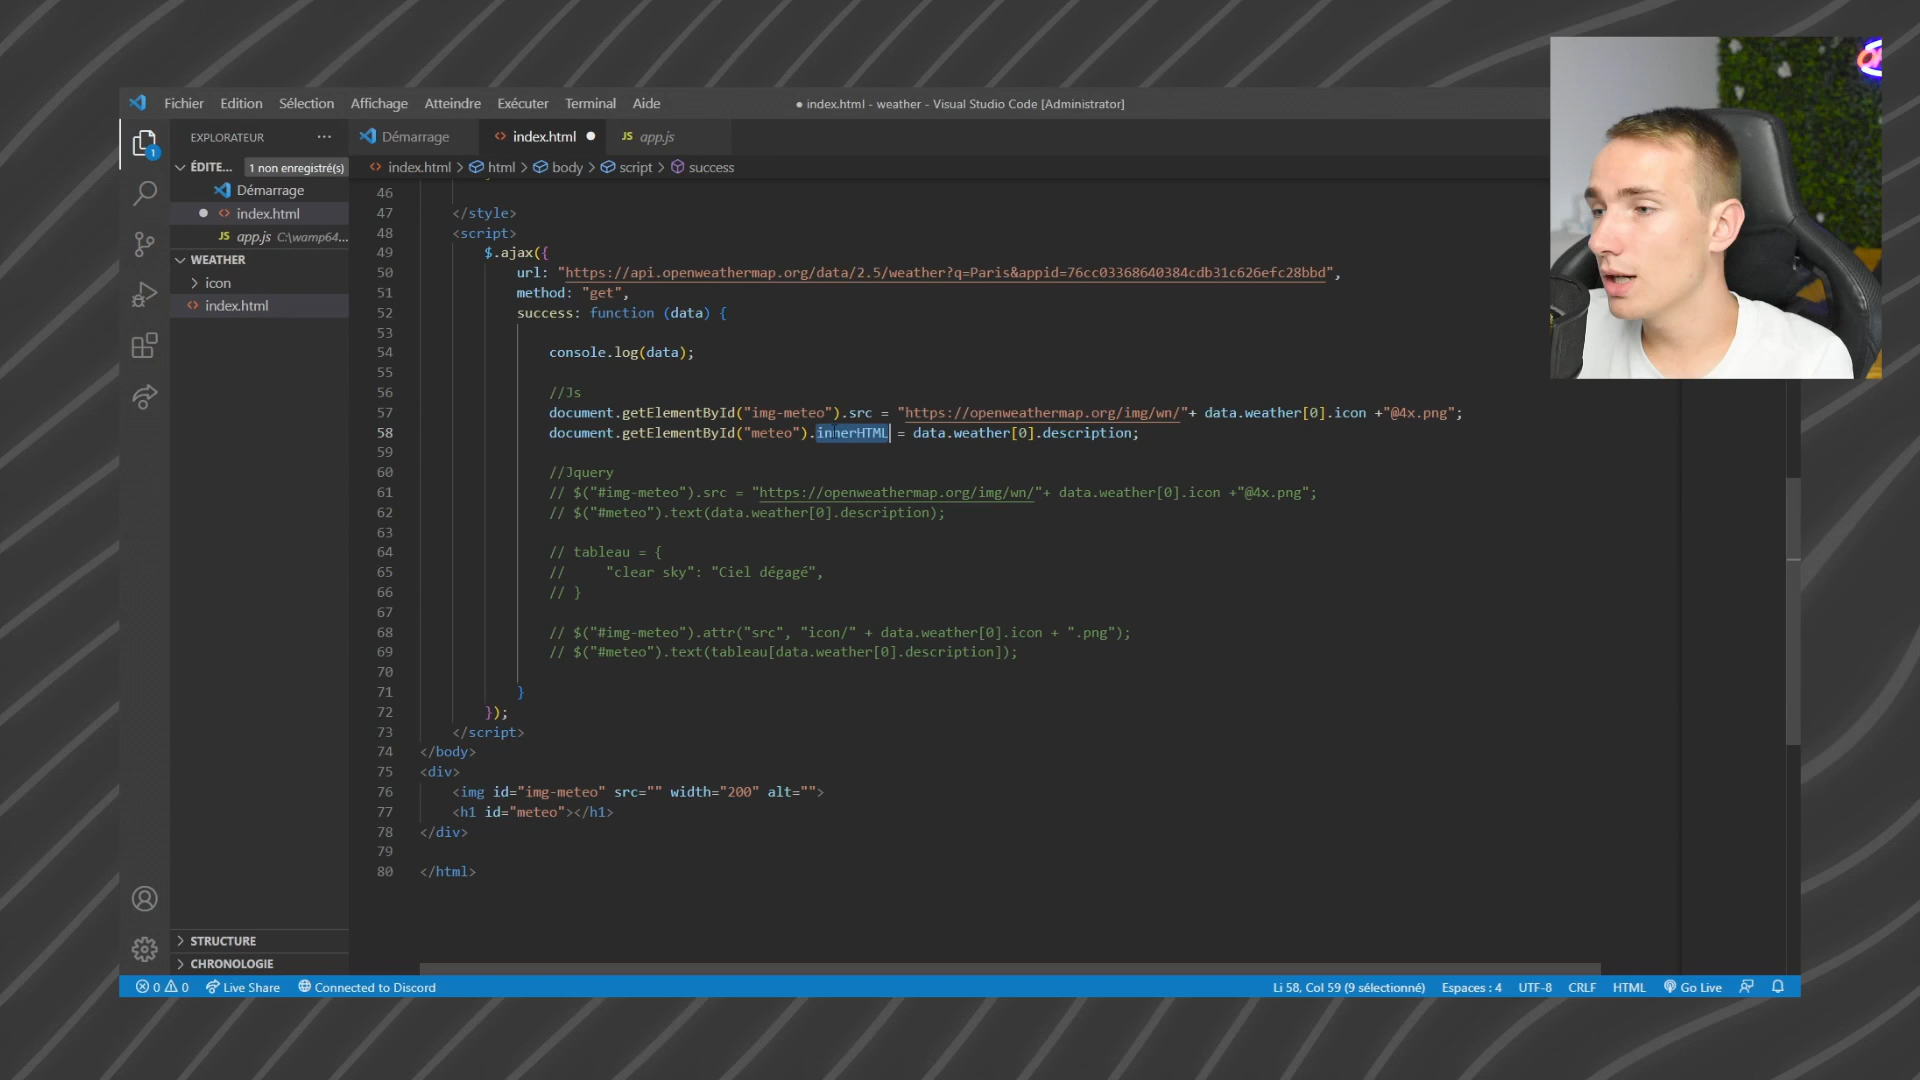 Fichier Edition Sélection Affichage Atteindre Exécuter Terminal Aide
● index.html - weather - Visual Studio Code [Administrator]
EXPLORATEUR ···
Démarrage
<> index.html ●
JS app.js
1
ÉDITE... 1 non enregistré(s)
Démarrage
<> index.html
JS app.js C:\wamp64...
WEATHER
icon
<> index.html
<> index.html > html > body > script > success
46
47 </style>
48 <script>
49 $.ajax({
50 url: "https://api.openweathermap.org/data/2.5/weather?q=Paris&appid=76cc03368640384cdb31c626efc28bbd",
51 method: "get",
52 success: function (data) {
53
54 console.log(data);
55
56 //Js
57 document.getElementById("img-meteo").src = "https://openweathermap.org/img/wn/"+ data.weather[0].icon +"@4x.png";
58 document.getElementById("meteo").innerHTML = data.weather[0].description;
59
60 //Jquery
61 // $("#img-meteo").src = "https://openweathermap.org/img/wn/"+ data.weather[0].icon +"@4x.png";
62 // $("#meteo").text(data.weather[0].description);
63
64 // tableau = {
65 // "clear sky": "Ciel dégagé",
66 // }
67
68 // $("#img-meteo").attr("src", "icon/" + data.weather[0].icon + ".png");
69 // $("#meteo").text(tableau[data.weather[0].description]);
70
71 }
72 });
73 </script>
74 </body>
75 <div>
76 <img id="img-meteo" src="" width="200" alt="">
77 <h1 id="meteo"></h1>
78 </div>
79
80 </html>
STRUCTURE
CHRONOLOGIE
0 0 Live Share Connected to Discord
Li 58, Col 59 (9 sélectionné) Espaces : 4 UTF-8 CRLF HTML Go Live